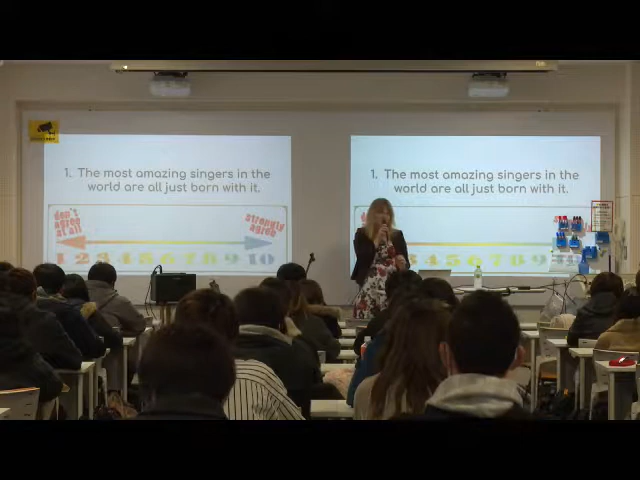 1. The most amazing singers in the
world are all just born with it.
don't
agree
at all
strongly
agree
1 2 3 4 5 6 7 8 9 10
1. The most amazing singers in the
world are all just born with it.